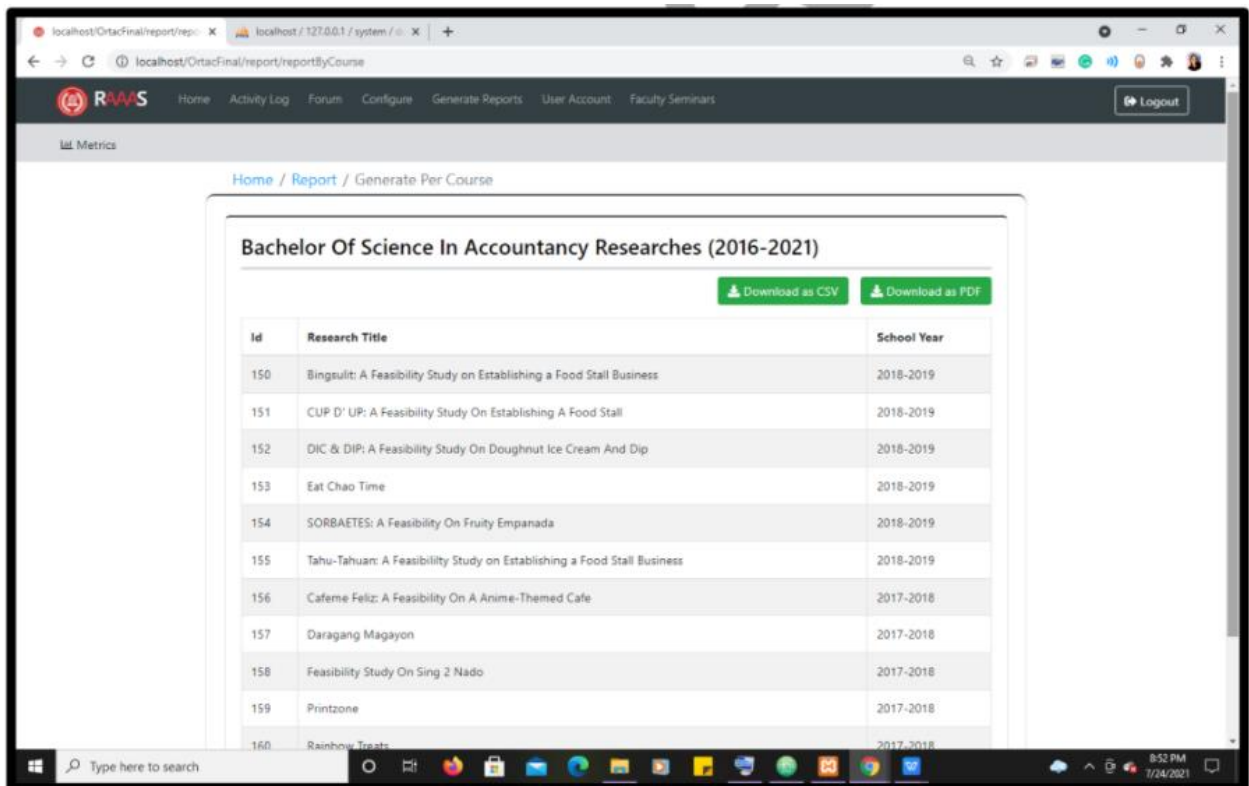 localhost/OrtacFinal/report/repo
localhost / 127.0.0.1 / system /
localhost/OrtacFinal/report/reportByCourse
RAAAS Home Activity Log Forum Configure Generate Reports User Account Faculty Seminars Logout
Metrics
Home / Report / Generate Per Course
Bachelor Of Science In Accountancy Researches (2016-2021)
Download as CSV Download as PDF
Id Research Title School Year
150 Bingsulit: A Feasibility Study on Establishing a Food Stall Business 2018-2019
151 CUP D' UP: A Feasibility Study On Establishing A Food Stall 2018-2019
152 DIC & DIP: A Feasibility Study On Doughnut Ice Cream And Dip 2018-2019
153 Eat Chao Time 2018-2019
154 SORBAETES: A Feasibility On Fruity Empanada 2018-2019
155 Tahu-Tahuan: A Feasibililty Study on Establishing a Food Stall Business 2018-2019
156 Cafeme Feliz: A Feasibility On A Anime-Themed Cafe 2017-2018
157 Daragang Magayon 2017-2018
158 Feasibility Study On Sing 2 Nado 2017-2018
159 Printzone 2017-2018
160 Rainbow Treats 2017-2018
Type here to search
8:52 PM
7/24/2021